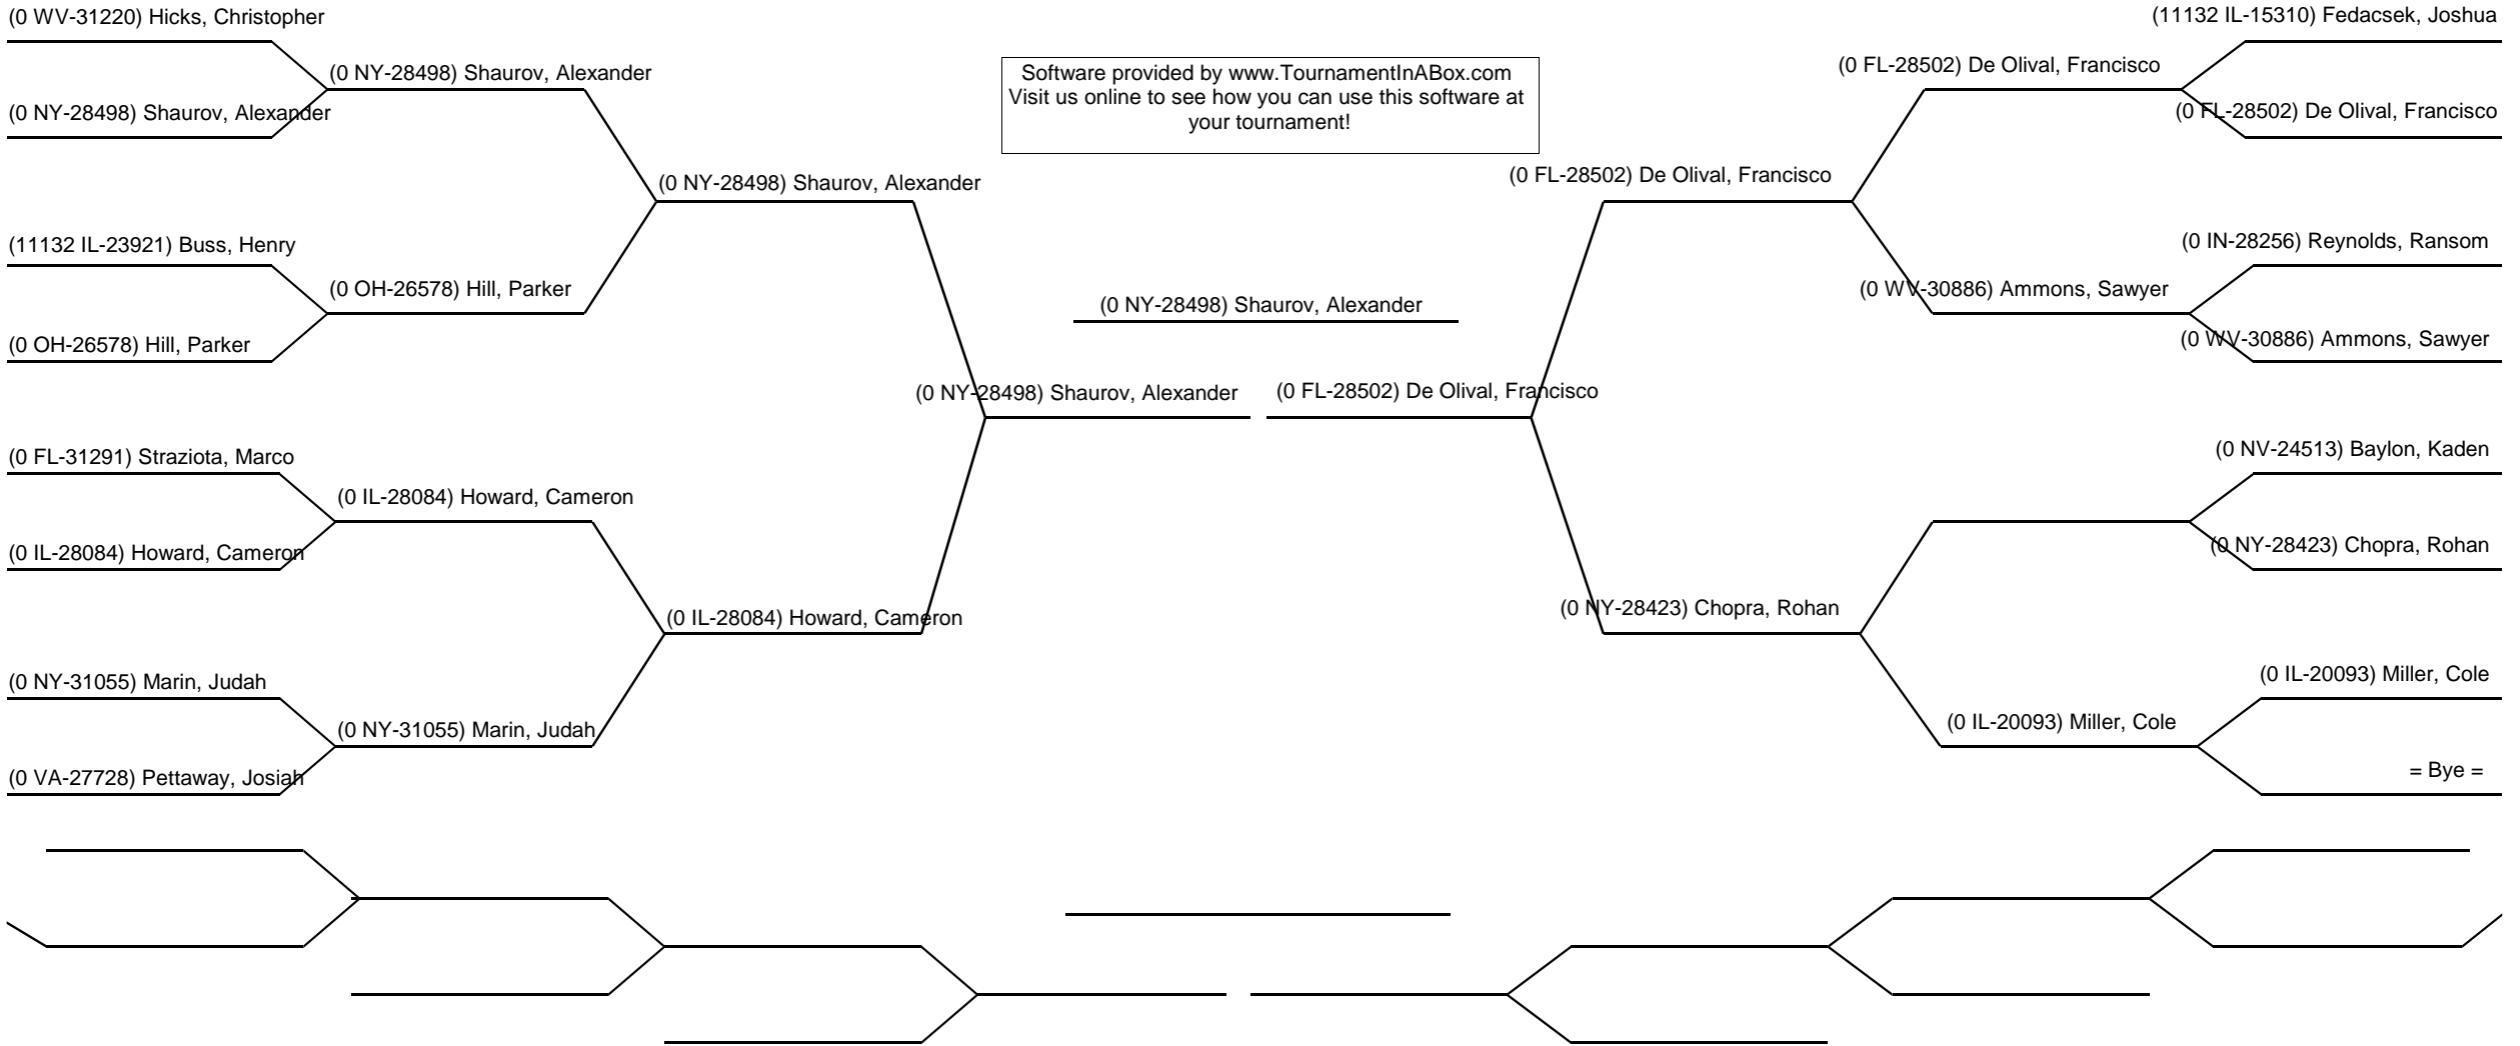 (0 WV-31220) Hicks, Christopher
(0 NY-28498) Shaurov, Alexander
(0 NY-28498) Shaurov, Alexander
(0 NY-28498) Shaurov, Alexander
(11132 IL-23921) Buss, Henry
(0 OH-26578) Hill, Parker
(0 OH-26578) Hill, Parker
(0 NY-28498) Shaurov, Alexander
(0 FL-31291) Straziota, Marco
(0 IL-28084) Howard, Cameron
(0 IL-28084) Howard, Cameron
(0 IL-28084) Howard, Cameron
(0 NY-31055) Marin, Judah
(0 NY-31055) Marin, Judah
(0 VA-27728) Pettaway, Josiah
Software provided by www.TournamentInABox.com
Visit us online to see how you can use this software at
your tournament!
(0 NY-28498) Shaurov, Alexander
(0 FL-28502) De Olival, Francisco
(11132 IL-15310) Fedacsek, Joshua
(0 FL-28502) De Olival, Francisco
(0 FL-28502) De Olival, Francisco
(0 FL-28502) De Olival, Francisco
(0 IN-28256) Reynolds, Ransom
(0 WV-30886) Ammons, Sawyer
(0 WV-30886) Ammons, Sawyer
(0 NV-24513) Baylon, Kaden
(0 NY-28423) Chopra, Rohan
(0 NY-28423) Chopra, Rohan
(0 IL-20093) Miller, Cole
(0 IL-20093) Miller, Cole
= Bye =